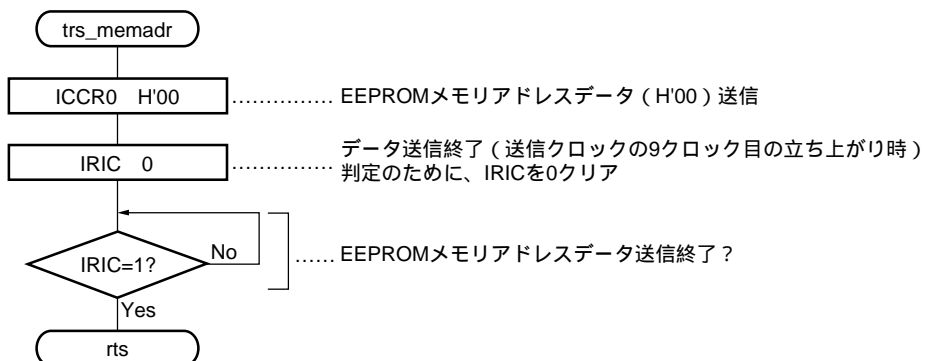 trs_memadr
ICCR0 H'00 ............... EEPROMメモリアドレスデータ(H'00)送信
IRIC 0 ............... データ送信終了(送信クロックの9クロック目の立ち上がり時)
判定のために、IRICを0クリア
IRIC=1? No ...... EEPROMメモリアドレスデータ送信終了?
Yes
rts